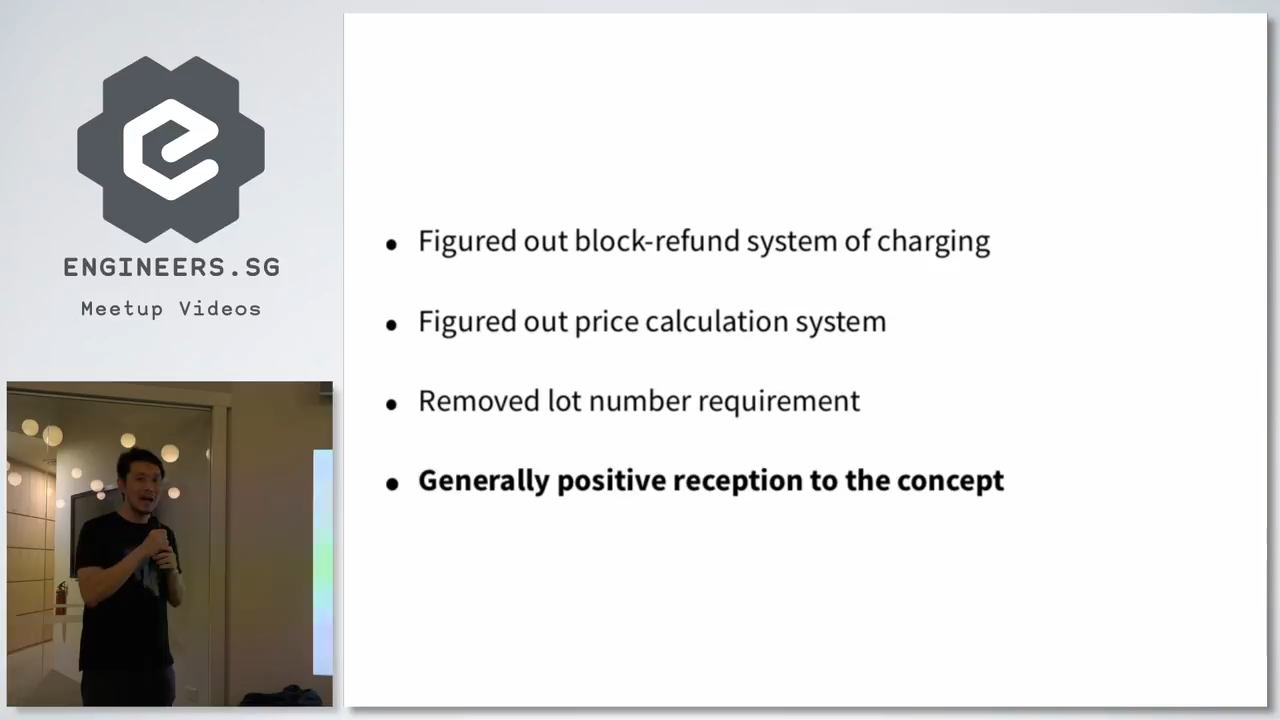 ENGINEERS.SG
Meetup Videos
• Figured out block-refund system of charging
• Figured out price calculation system
• Removed lot number requirement
• Generally positive reception to the concept